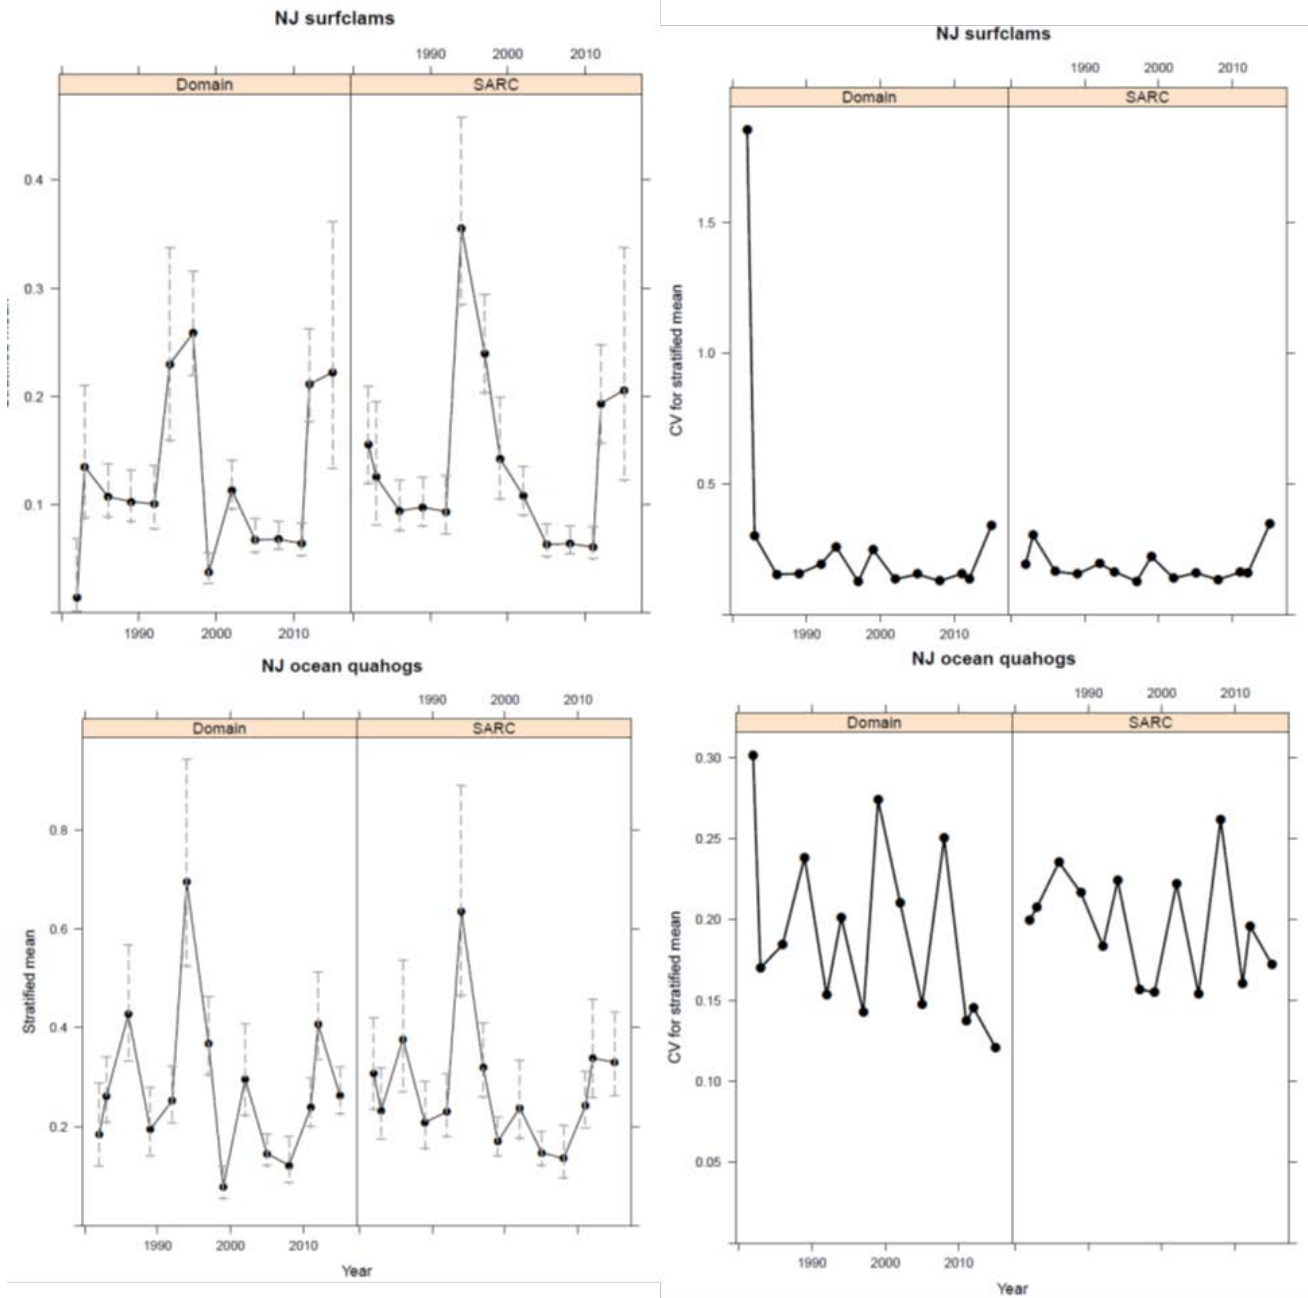 NJ surfclams
1990 2000 2010
Domain SARC
0.4
0.3
0.2
0.1
1990 2000 2010
NJ surfclams
1990 2000 2010
Domain SARC
CV for stratified mean
1.5
1.0
0.5
1990 2000 2010
NJ ocean quahogs
1990 2000 2010
Domain SARC
Stratified mean
0.8
0.6
0.4
0.2
1990 2000 2010
Year
NJ ocean quahogs
1990 2000 2010
Domain SARC
CV for stratified mean
0.30
0.25
0.20
0.15
0.10
0.05
1990 2000 2010
Year